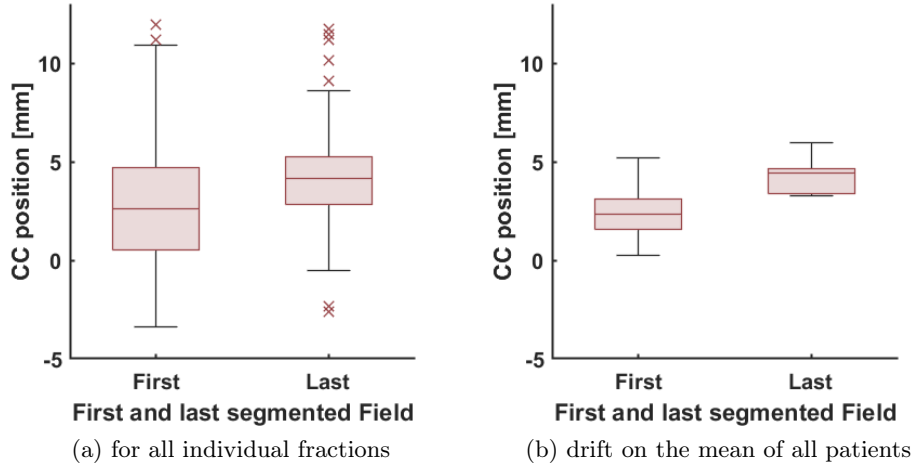 CC position [mm]
10
5
0
-5
First
Last
First and last segmented Field
(a) for all individual fractions
CC position [mm]
10
5
0
-5
First
Last
First and last segmented Field
(b) drift on the mean of all patients